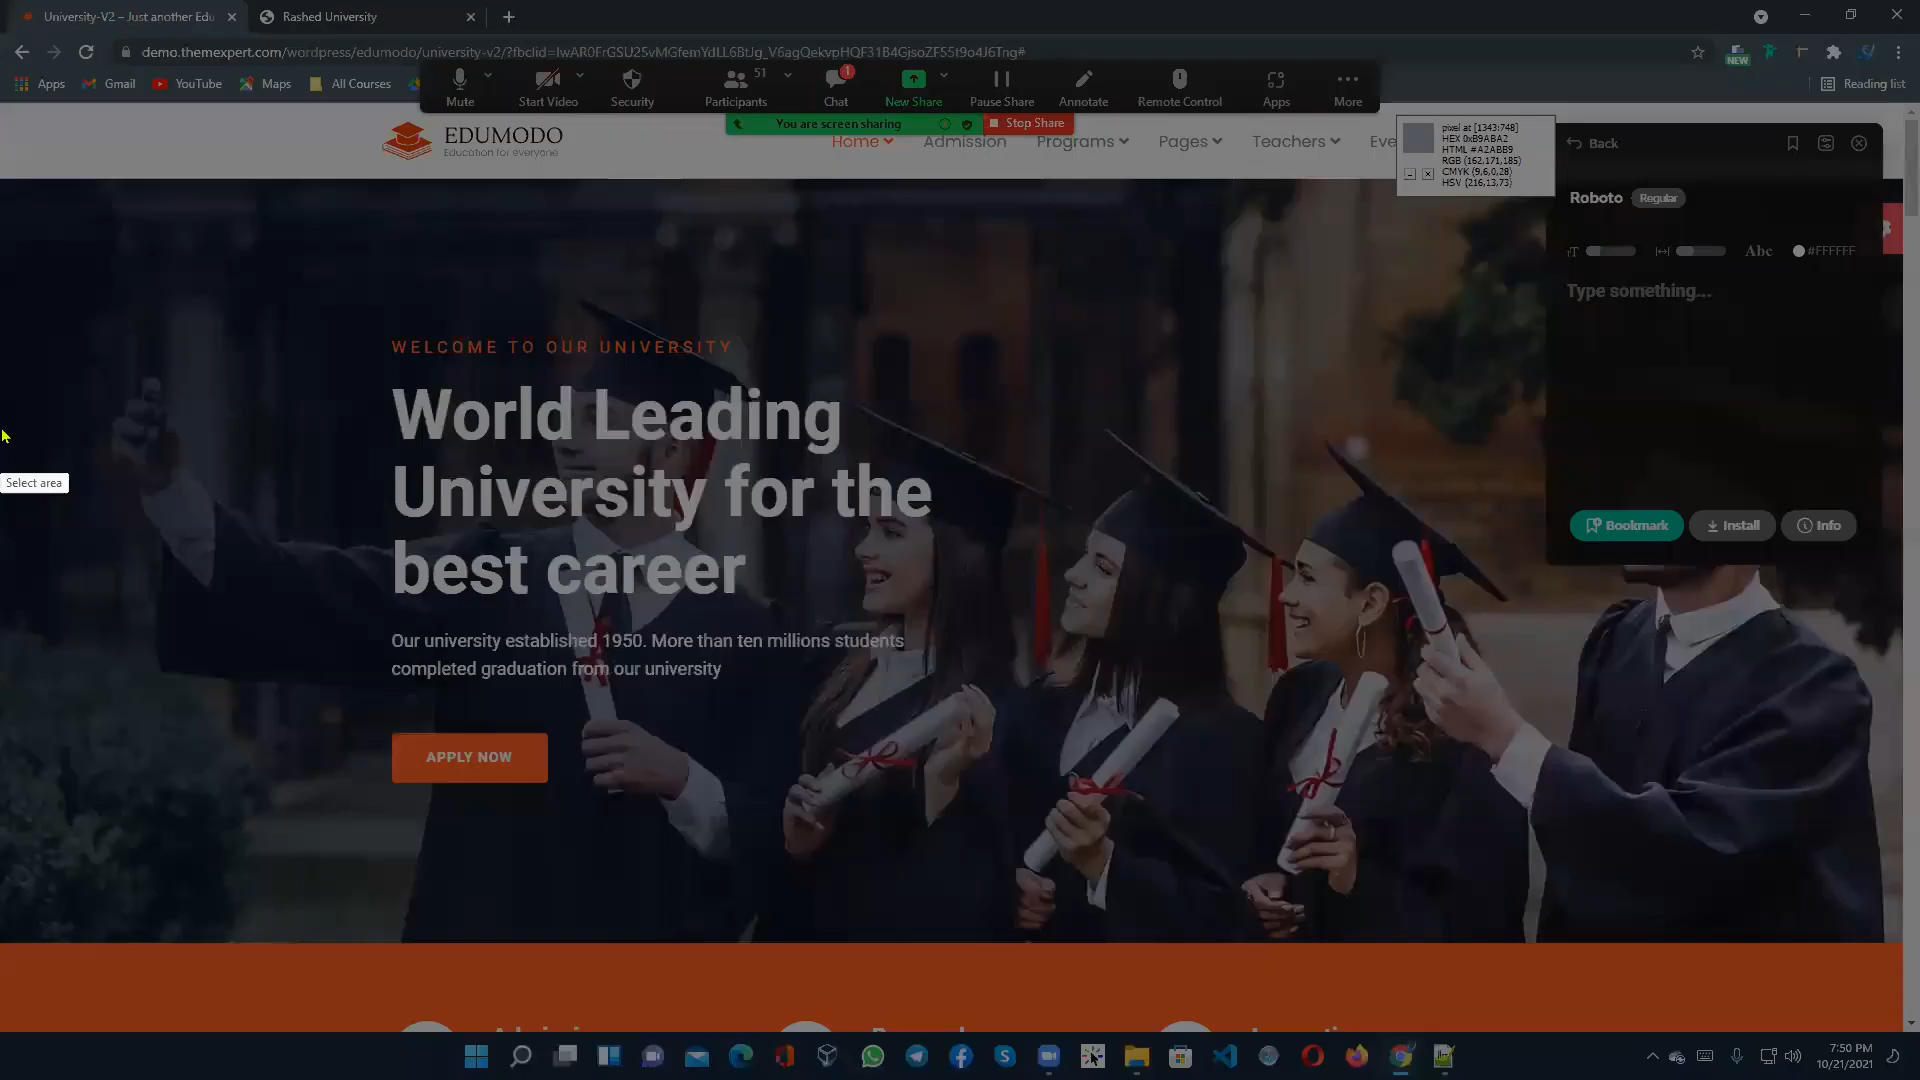 University-V2 – Just another Edu
Rashed University
demo.themexpert.com/wordpress/edumodo/university-v2/?fbclid=IwAR0FrGSU25vMGfemYdLL6BtJg_V6aqQekvpHQF31B4GjsoZF55t9o4J6Tng#
NEW
Apps
Gmail
YouTube
Maps
All Courses
Reading list
51
1
Mute
Start Video
Security
Participants
Chat
New Share
Pause Share
Annotate
Remote Control
Apps
More
You are screen sharing
Stop Share
EDUMODO
Education for everyone
Home
Admission
Programs
Pages
Teachers
Eve
pixel at [1343:748]
HEX 0xB9ABA2
HTML #A2ABB9
RGB (162,171,185)
CMYK (9,6,0,28)
HSV (216,13,73)
Back
Roboto
Regular
Abc
#FFFFFF
Type something...
WELCOME TO OUR UNIVERSITY
World Leading
University for the
best career
Select area
Our university established 1950. More than ten millions students
completed graduation from our university
APPLY NOW
Bookmark
Install
Info
7:50 PM
10/21/2021